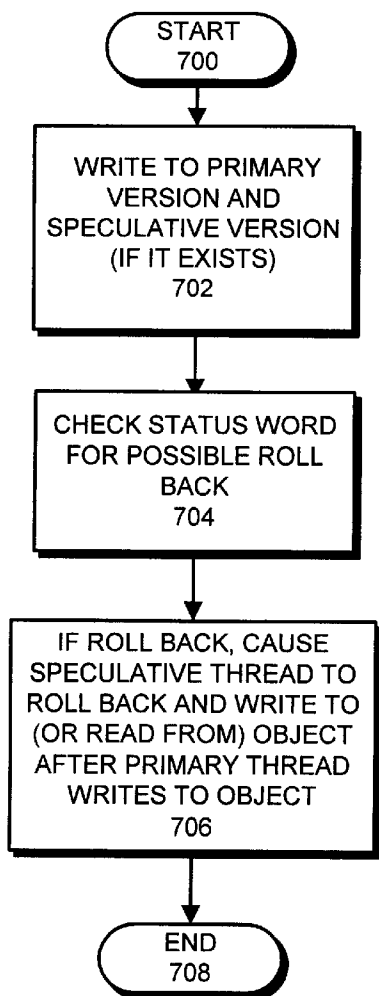 START
700
WRITE TO PRIMARY
VERSION AND
SPECULATIVE VERSION
(IF IT EXISTS)
702
CHECK STATUS WORD
FOR POSSIBLE ROLL
BACK
704
IF ROLL BACK, CAUSE
SPECULATIVE THREAD TO
ROLL BACK AND WRITE TO
(OR READ FROM) OBJECT
AFTER PRIMARY THREAD
WRITES TO OBJECT
706
END
708